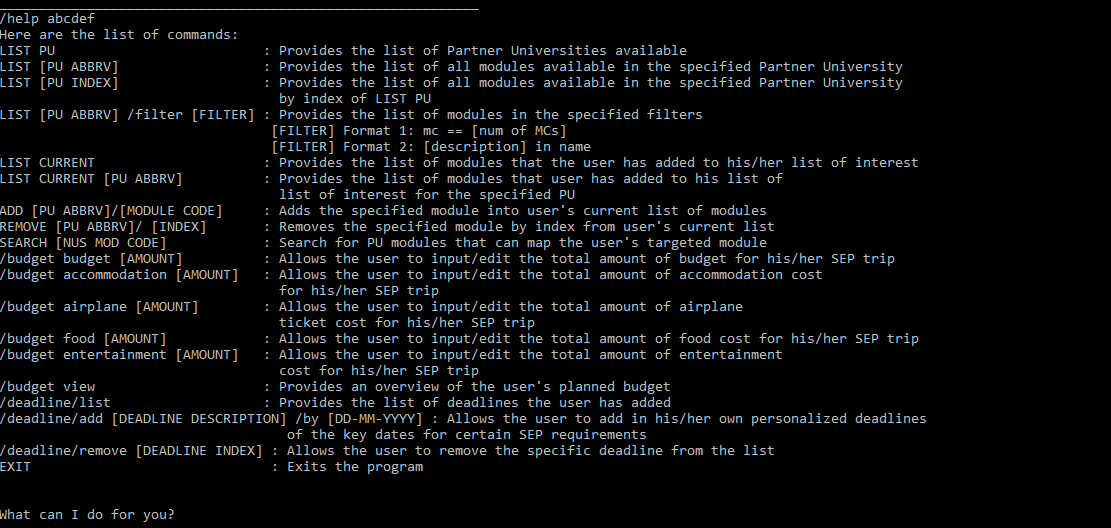 /help abcdef
Here are the list of commands:
LIST PU                          : Provides the list of Partner Universities available
LIST [PU ABBRV]                  : Provides the list of all modules available in the specified Partner University
LIST [PU INDEX]                  : Provides the list of all modules available in the specified Partner University
                                   by index of LIST PU
LIST [PU ABBRV] /filter [FILTER] : Provides the list of modules in the specified filters
                                  [FILTER] Format 1: mc == [num of MCs]
                                  [FILTER] Format 2: [description] in name
LIST CURRENT                     : Provides the list of modules that the user has added to his/her list of interest
LIST CURRENT [PU ABBRV]          : Provides the list of modules that user has added to his list of
                                   list of interest for the specified PU
ADD [PU ABBRV]/[MODULE CODE]     : Adds the specified module into user's current list of modules
REMOVE [PU ABBRV]/ [INDEX]       : Removes the specified module by index from user's current list
SEARCH [NUS MOD CODE]            : Search for PU modules that can map the user's targeted module
/budget budget [AMOUNT]          : Allows the user to input/edit the total amount of budget for his/her SEP trip
/budget accommodation [AMOUNT]   : Allows the user to input/edit the total amount of accommodation cost
                                   for his/her SEP trip
/budget airplane [AMOUNT]        : Allows the user to input/edit the total amount of airplane
                                   ticket cost for his/her SEP trip
/budget food [AMOUNT]            : Allows the user to input/edit the total amount of food cost for his/her SEP trip
/budget entertainment [AMOUNT]   : Allows the user to input/edit the total amount of entertainment
                                   cost for his/her SEP trip
/budget view                     : Provides an overview of the user's planned budget
/deadline/list                   : Provides the list of deadlines the user has added
/deadline/add [DEADLINE DESCRIPTION] /by [DD-MM-YYYY] : Allows the user to add in his/her own personalized deadlines
                                    of the key dates for certain SEP requirements
/deadline/remove [DEADLINE INDEX] : Allows the user to remove the specific deadline from the list
EXIT                              : Exits the program
What can I do for you?